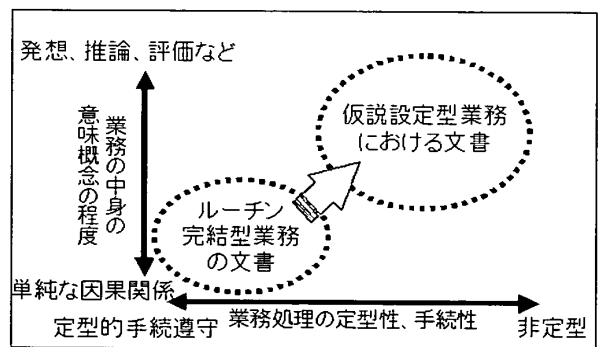 発想、推論、評価など
業務の中身の
意味概念の程度
仮説設定型業務
における文書
ルーチン
完結型業務
の文書
単純な因果関係
定型的手続遵守
業務処理の定型性、手続性
非定型